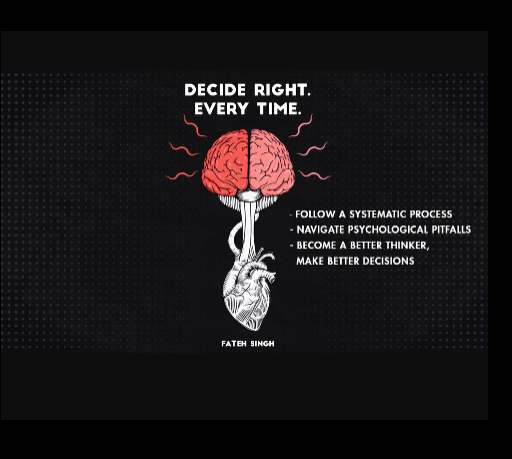 DECIDE RIGHT.
EVERY TIME.
- FOLLOW A SYSTEMATIC PROCESS
- NAVIGATE PSYCHOLOGICAL PITFALLS
- BECOME A BETTER THINKER,
MAKE BETTER DECISIONS
FATEH SINGH